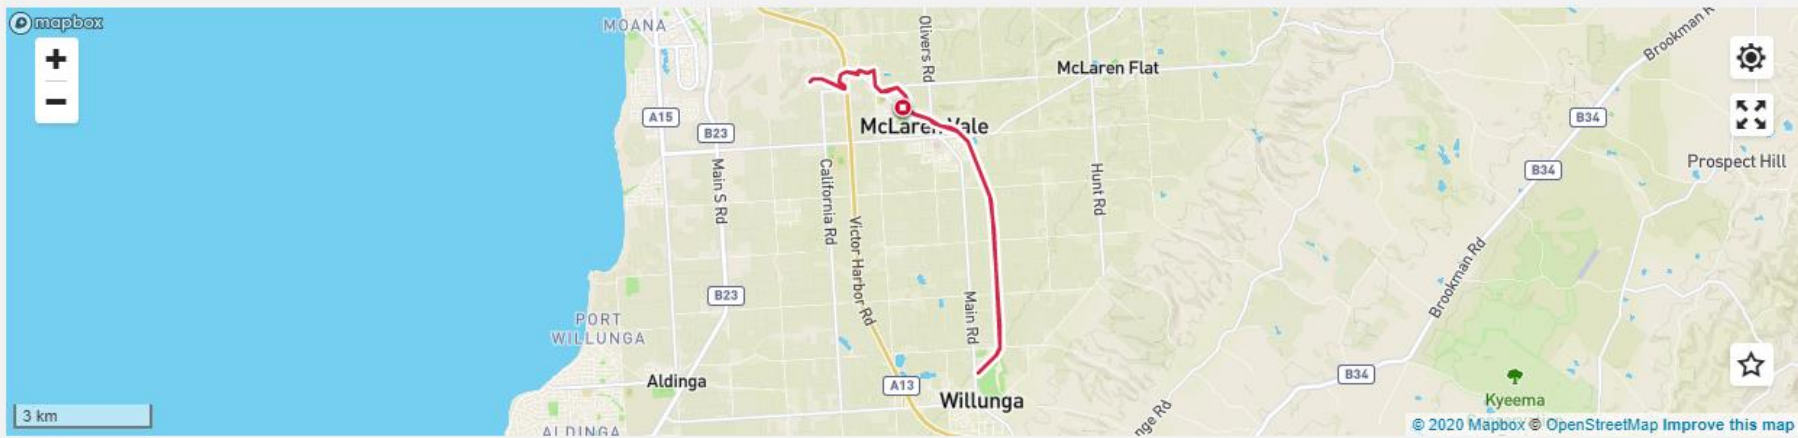 mapbox
MOANA
Olivers Rd
Brookman R
McLaren Flat
+
−
A15
B23
McLaren Vale
B34
Prospect Hill
B34
Main S Rd
California Rd
Hunt Rd
Victor Harbor Rd
Brookman Rd
B23
Main Rd
PORT
WILLUNGA
Aldinga
A13
B34
Willunga
Kyeema
3 km
ALDINGA
nge Rd
© 2020 Mapbox © OpenStreetMap Improve this map